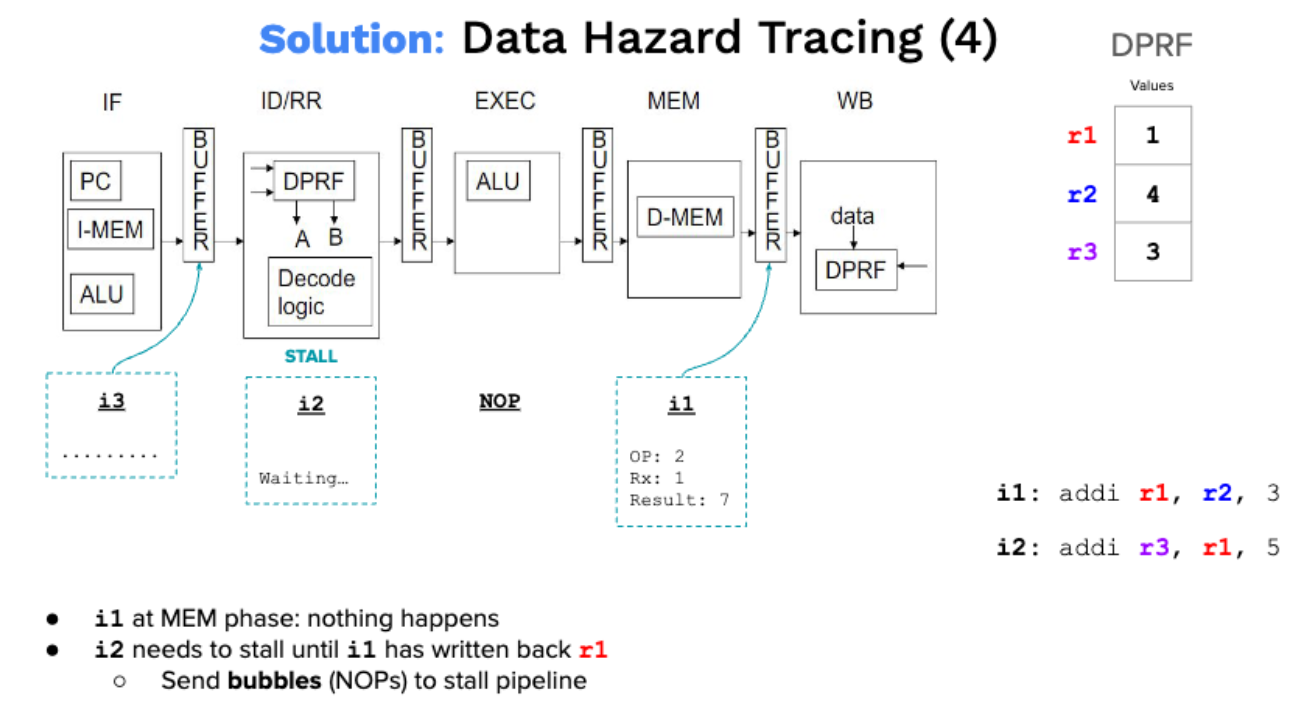 Solution: Data Hazard Tracing (4)
DPRF
Values
r1 1
r2 4
r3 3
IF
ID/RR
EXEC
MEM
WB
PC
I-MEM
ALU
BUFFER
DPRF
A B
Decode
logic
BUFFER
ALU
BUFFER
D-MEM
BUFFER
data
DPRF
STALL
i3
.........
i2
Waiting…
NOP
i1
OP: 2
Rx: 1
Result: 7
i1: addi r1, r2, 3
i2: addi r3, r1, 5
● i1 at MEM phase: nothing happens
● i2 needs to stall until i1 has written back r1
○ Send bubbles (NOPs) to stall pipeline